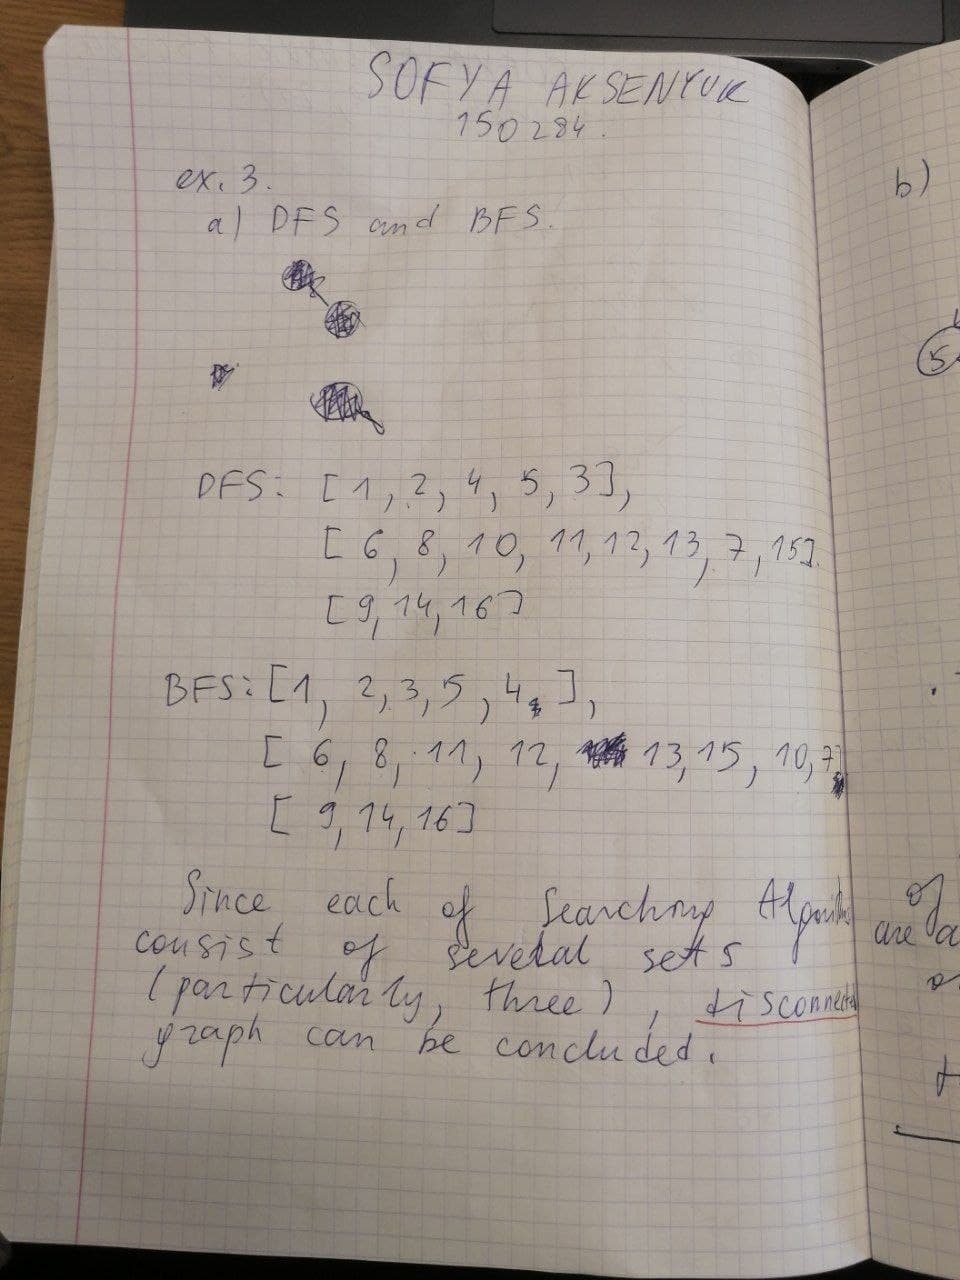 SOFYA AKSENYUK
150284.
ex. 3.
a) DFS and BFS.
DFS: [1, 2, 4, 5, 3],
[6, 8, 10, 11, 12, 13, 7, 15].
[9, 14, 16]
BFS: [1, 2, 3, 5, 4, ],
[6, 8, 11, 12, 13, 15, 10, 7]
[9, 14, 16]
Since each of Searching
consist of several sets
(particularly, three), disconnected
graph can be concluded.
b)
5
of
are a